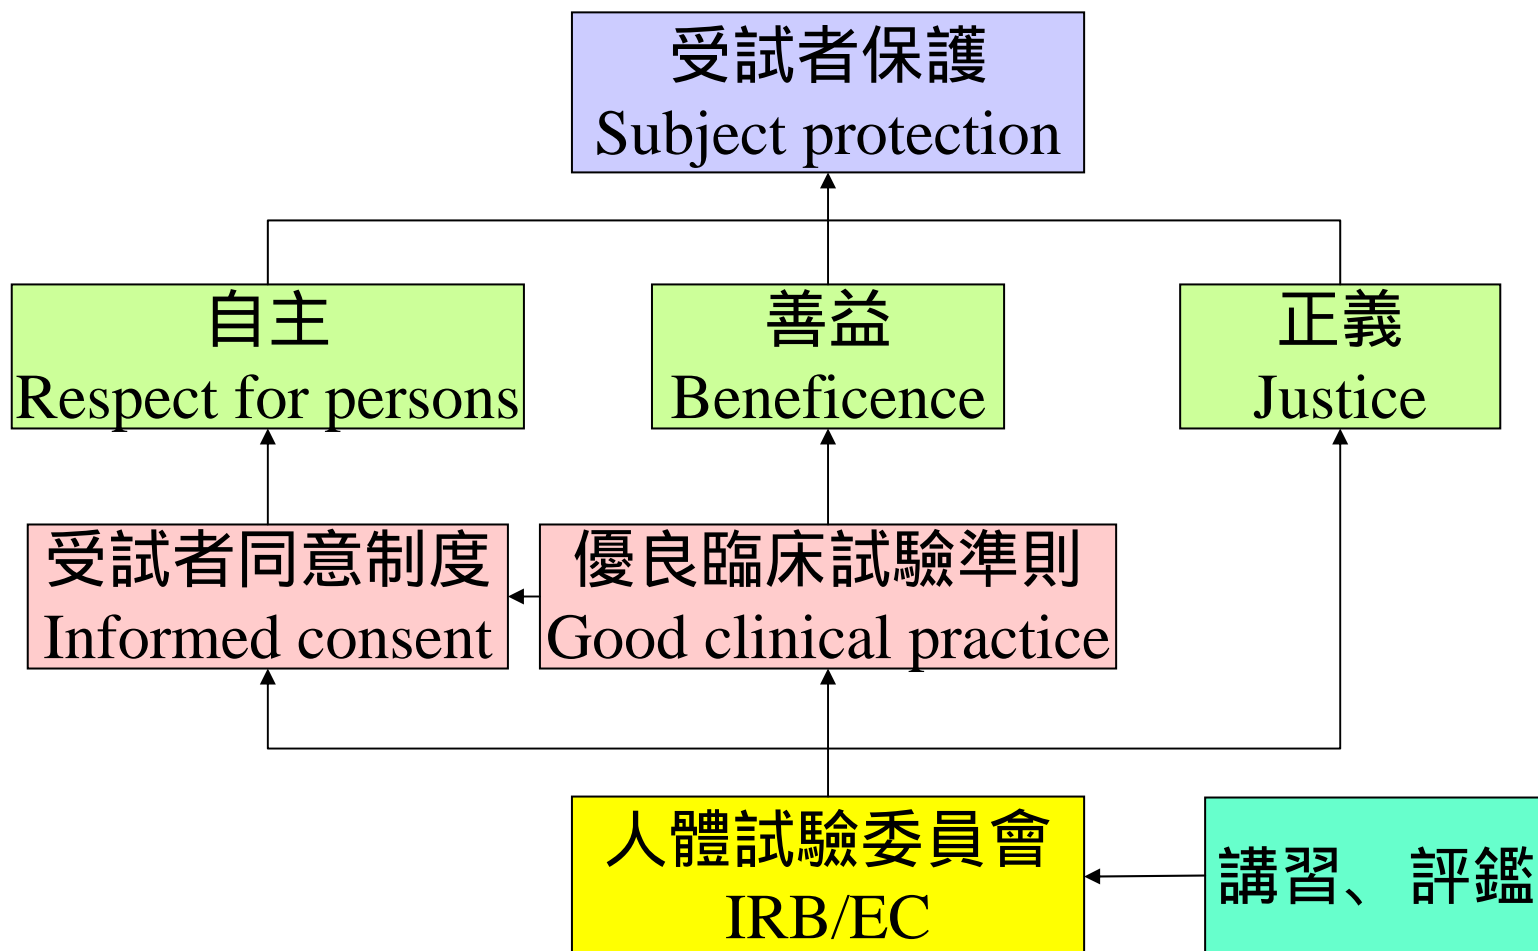 受試者保護
Subject protection
自主
Respect for persons
善益
Beneficence
正義
Justice
受試者同意制度
Informed consent
優良臨床試驗準則
Good clinical practice
人體試驗委員會
IRB/EC
講習、評鑑